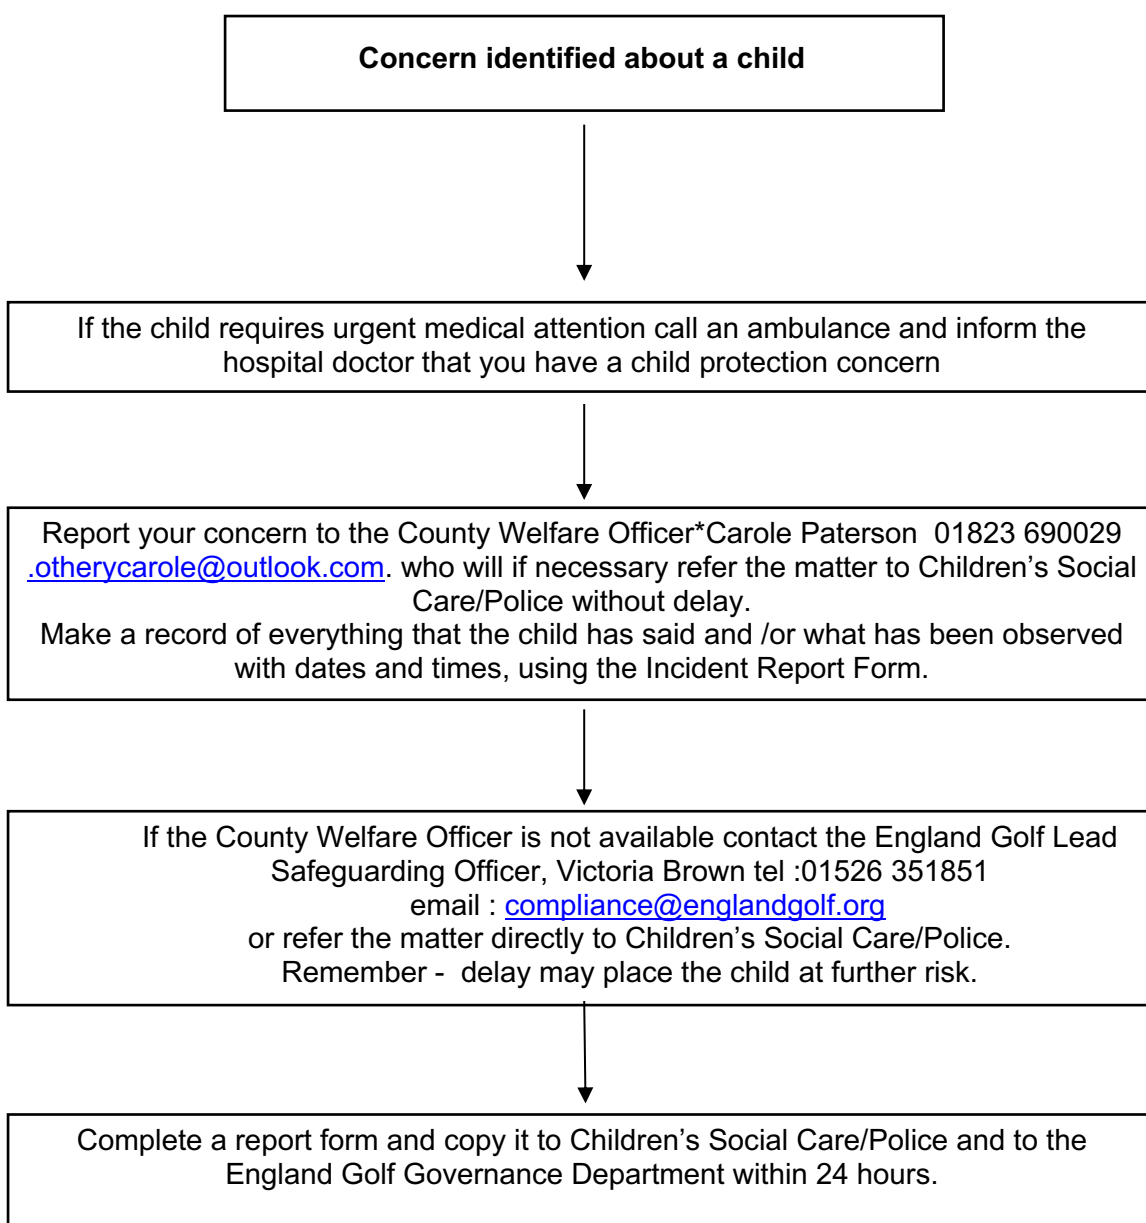 Concern identified about a child
If the child requires urgent medical attention call an ambulance and inform the
hospital doctor that you have a child protection concern
Report your concern to the County Welfare Officer*Carole Paterson  01823 690029
.otherycarole@outlook.com. who will if necessary refer the matter to Children’s Social
Care/Police without delay.
Make a record of everything that the child has said and /or what has been observed
with dates and times, using the Incident Report Form.
If the County Welfare Officer is not available contact the England Golf Lead
Safeguarding Officer, Victoria Brown tel :01526 351851
email : compliance@englandgolf.org
or refer the matter directly to Children’s Social Care/Police.
Remember -  delay may place the child at further risk.
Complete a report form and copy it to Children’s Social Care/Police and to the
England Golf Governance Department within 24 hours.